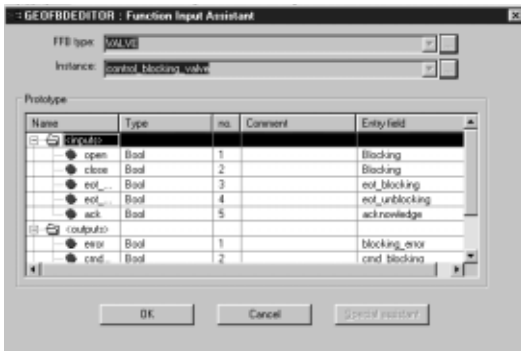 GEOFBDEDITOR : Function Input Assistant
FFB type: VALVE
Instance: control_blocking_valve
Prototype
Name Type no. Comment Entry field
<inputs>
open Bool 1 Blocking
close Bool 2 Blocking
eot_... Bool 3 eot_blocking
eot_... Bool 4 eot_unblocking
ack Bool 5 acknowledge
<outputs>
error Bool 1 blocking_error
cmd... Bool 2 cmd_blocking
OK Cancel Special assistant